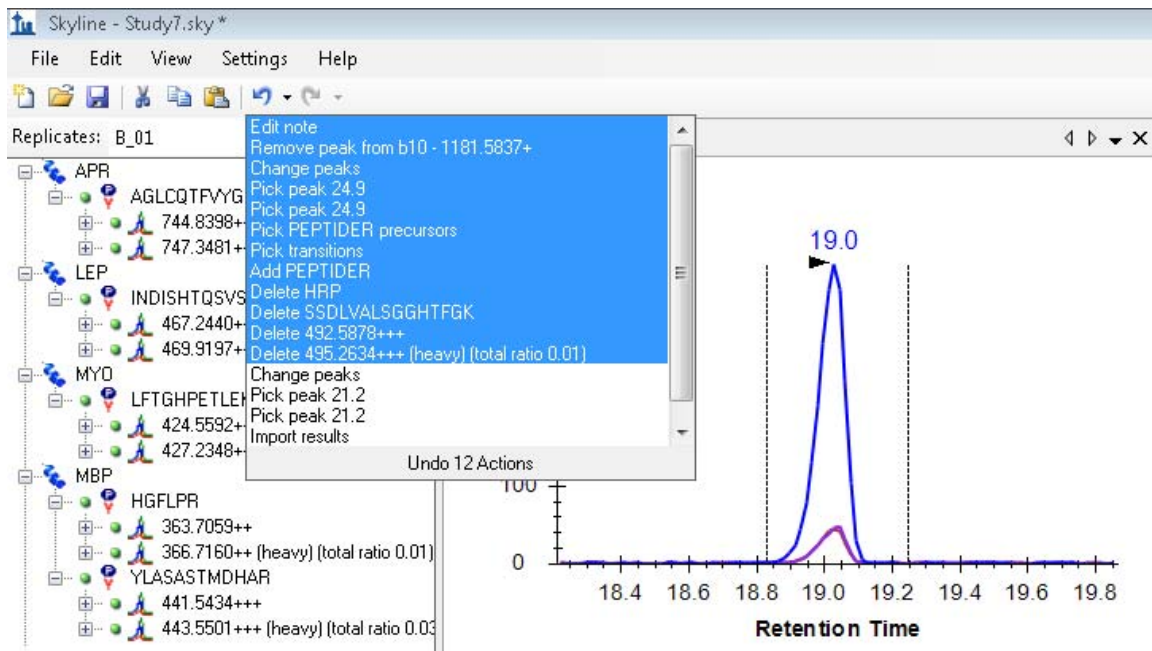 Skyline - Study7.sky *
File Edit View Settings Help
Replicates: B_01
APR
AGLCQTFVYG
744.8398+
747.3481+
LEP
INDISHTQSVS
467.2440+
469.9197+
MYO
LFTGHPETLE
424.5592+
427.2348+
MBP
HGFLPR
363.7059++
366.7160++ (heavy) (total ratio 0.01)
YLASASTMDHAR
441.5434+++
443.5501+++ (heavy) (total ratio 0.03
Edit note
Remove peak from b10 - 1181.5837+
Change peaks
Pick peak 24.9
Pick peak 24.9
Pick PEPTIDER precursors
Pick transitions
Add PEPTIDER
Delete HRP
Delete SSDLVALSGGHTFGK
Delete 492.5878+++
Delete 495.2634+++ (heavy) (total ratio 0.01)
Change peaks
Pick peak 21.2
Pick peak 21.2
Import results
Undo 12 Actions
19.0
100
0
18.4 18.6 18.8 19.0 19.2 19.4 19.6 19.8
Retention Time